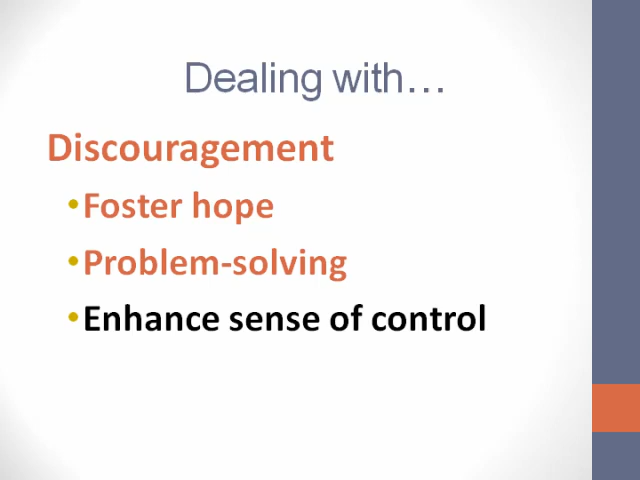 Dealing with…
Discouragement
•Foster hope
•Problem-solving
•Enhance sense of control